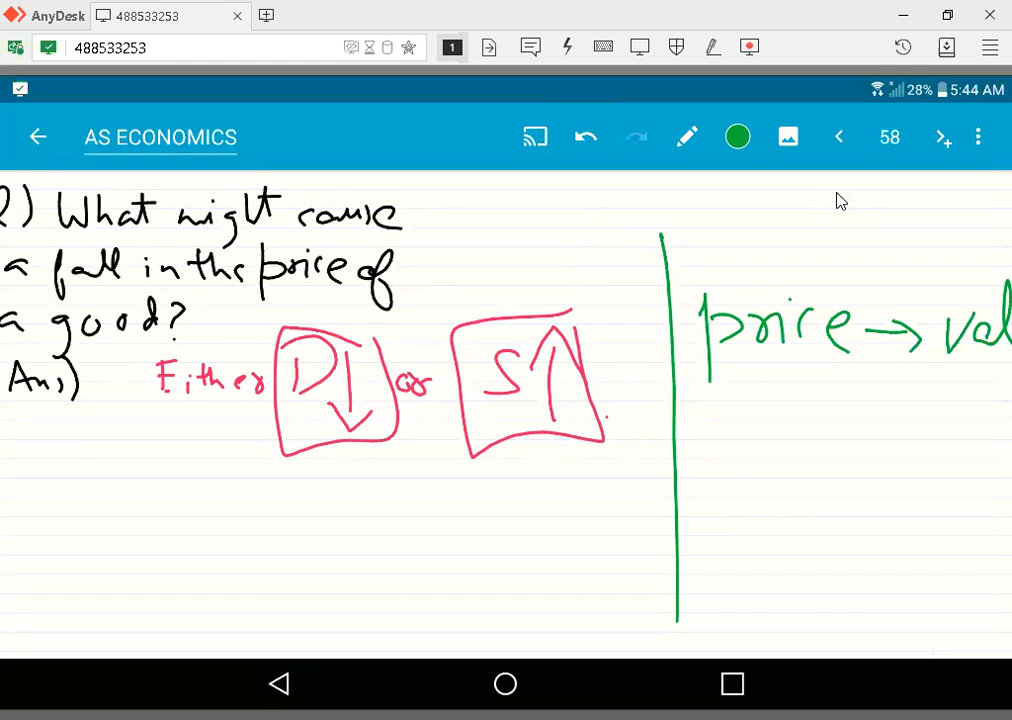 AnyDesk
488533253
488533253
1
28% 5:44 AM
AS ECONOMICS
58
) What might cause
a fall in the price of
a good?
Ans)
Either D↓ or S↑.
price → val